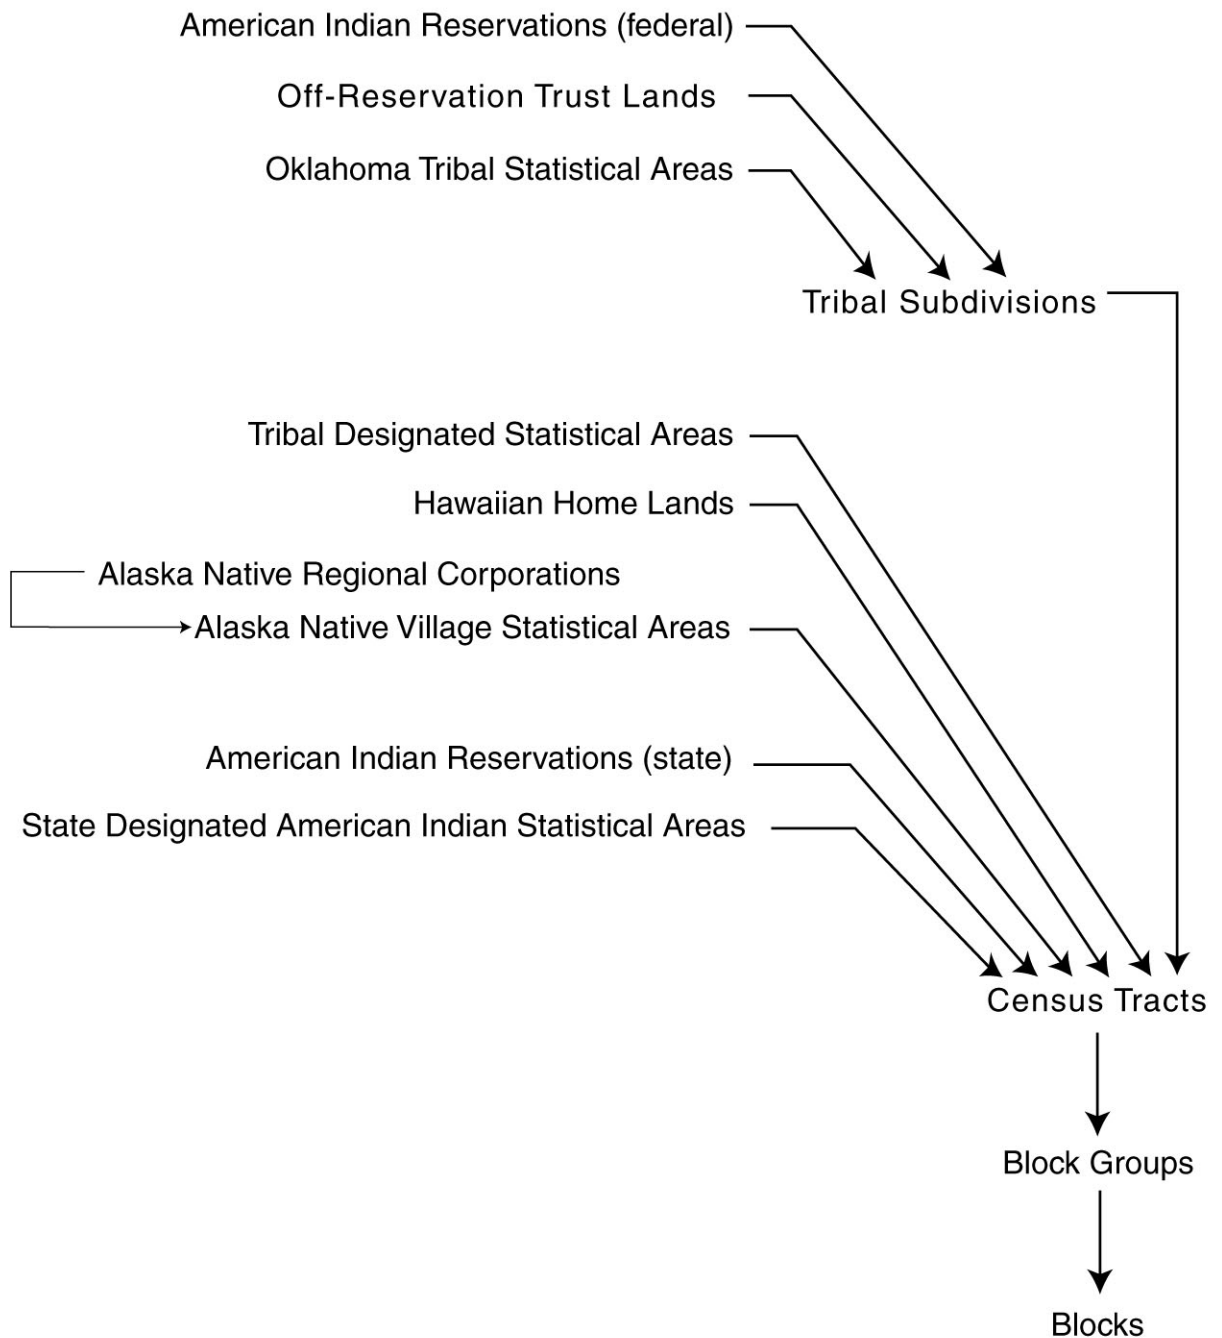 American Indian Reservations (federal)
Off-Reservation Trust Lands
Oklahoma Tribal Statistical Areas
Tribal Subdivisions
Tribal Designated Statistical Areas
Hawaiian Home Lands
Alaska Native Regional Corporations
Alaska Native Village Statistical Areas
American Indian Reservations (state)
State Designated American Indian Statistical Areas
Census Tracts
Block Groups
Blocks